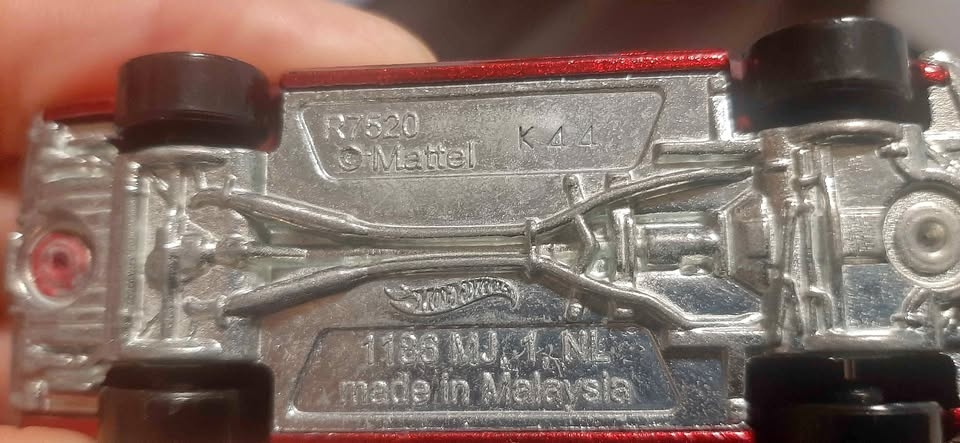 R7520
K44
© Mattel
Hot Wheels
1186 MJ,1, NL
made in Malaysia